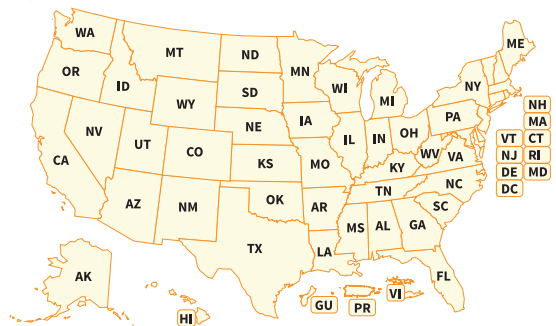 WA
MT
ND
ME
OR
ID
MN
SD
WI
NY
WY
MI
NH
IA
PA
MA
NE
NV
OH
VT CT
UT
IL
IN
CO
WV
VA
NJ RI
CA
KS
MO
KY
DE MD
NC
DC
TN
AZ
NM
OK
AR
SC
MS
AL
GA
TX
LA
AK
FL
VI
GU
PR
HI